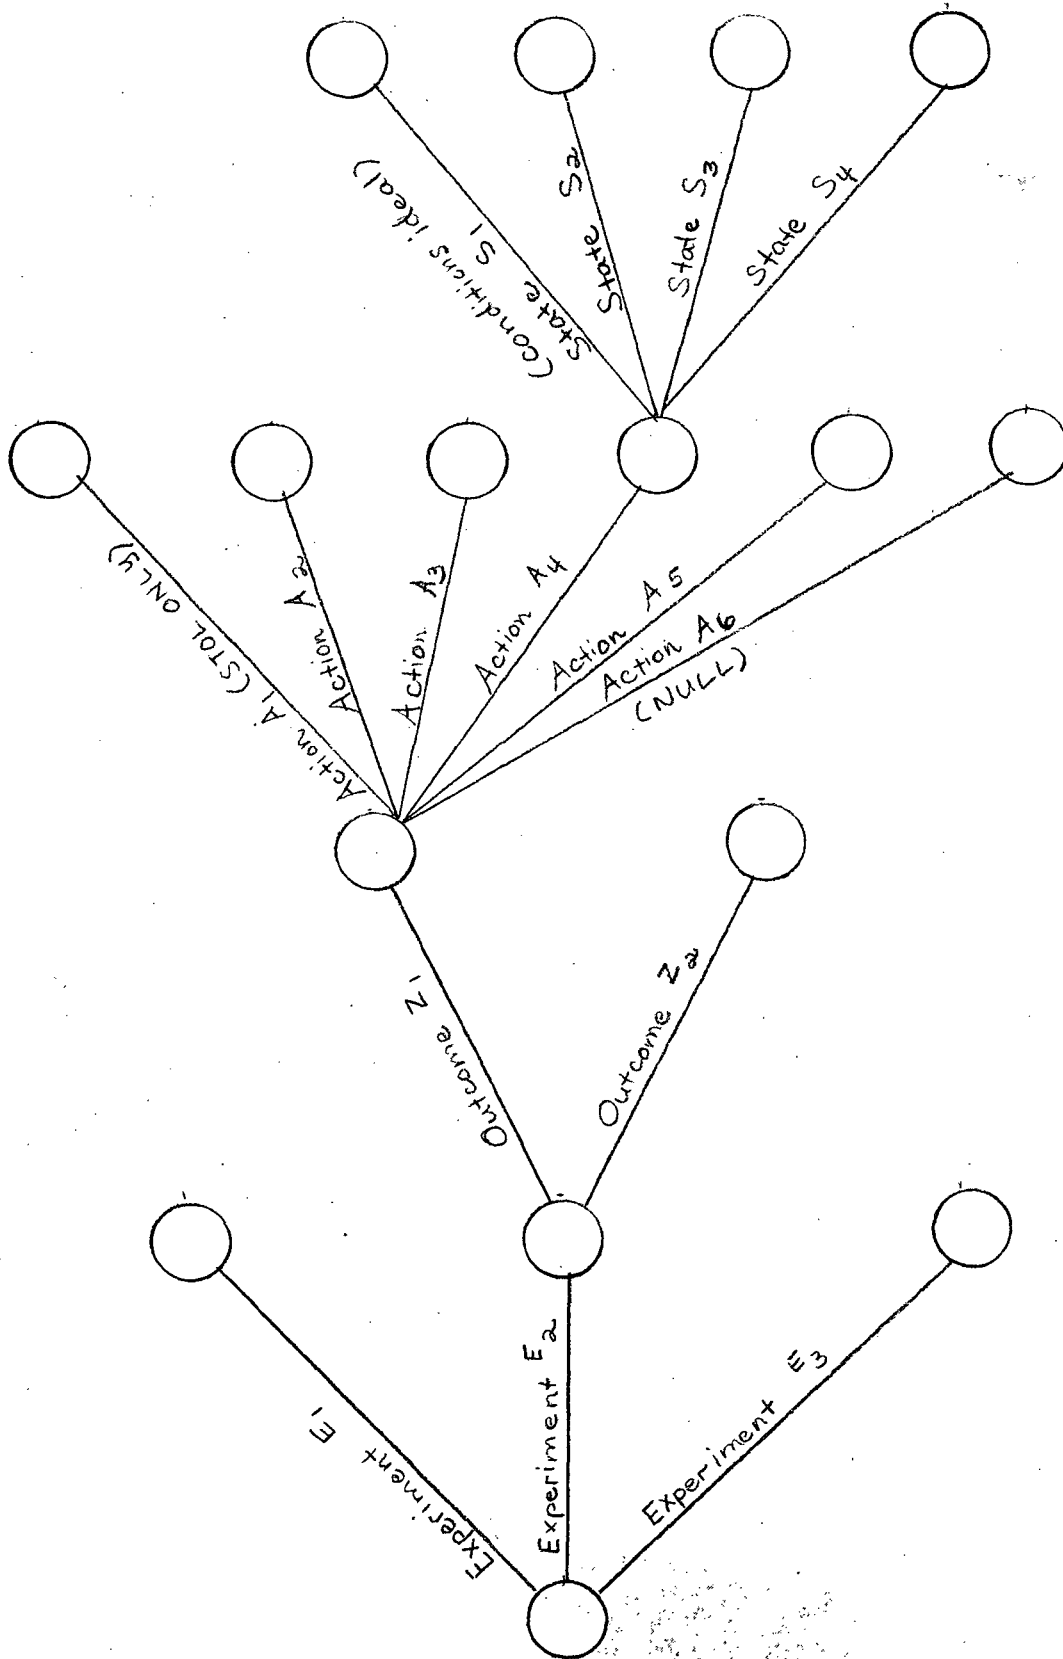 State S1
(conditions ideal)
State S2
State S3
State S4
Action A1 (STOL ONLY)
Action A2
Action A3
Action A4
Action A5
Action A6
(NULL)
Outcome Z1
Outcome Z2
Experiment E1
Experiment E2
Experiment E3